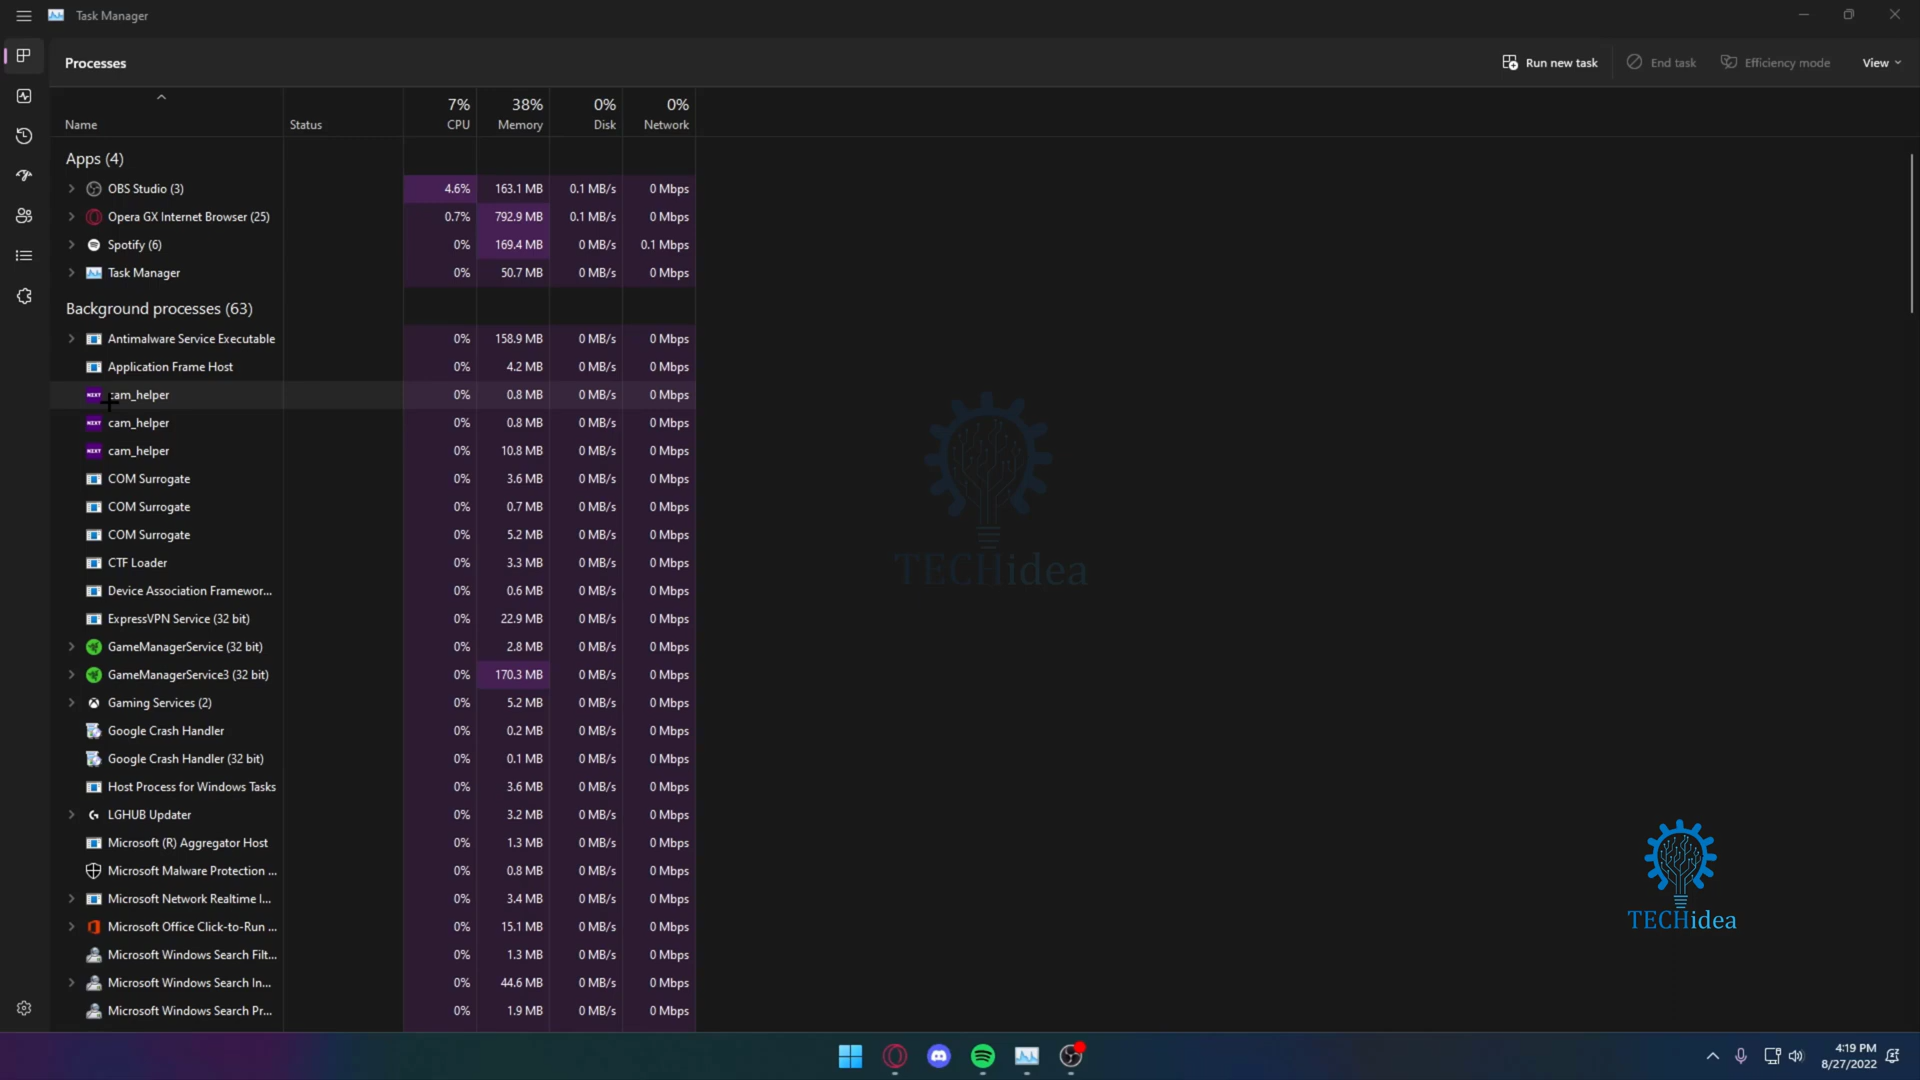 Task Manager
Processes
Run new task
End task
Efficiency mode
View
Name
Status
7%
CPU
38%
Memory
0%
Disk
0%
Network
Apps (4)
OBS Studio (3) 4.6% 163.1 MB 0.1 MB/s 0 Mbps
Opera GX Internet Browser (25) 0.7% 792.9 MB 0.1 MB/s 0 Mbps
Spotify (6) 0% 169.4 MB 0 MB/s 0.1 Mbps
Task Manager 0% 50.7 MB 0 MB/s 0 Mbps
Background processes (63)
Antimalware Service Executable 0% 158.9 MB 0 MB/s 0 Mbps
Application Frame Host 0% 4.2 MB 0 MB/s 0 Mbps
NZXT cam_helper 0% 0.8 MB 0 MB/s 0 Mbps
NZXT cam_helper 0% 0.8 MB 0 MB/s 0 Mbps
NZXT cam_helper 0% 10.8 MB 0 MB/s 0 Mbps
COM Surrogate 0% 3.6 MB 0 MB/s 0 Mbps
COM Surrogate 0% 0.7 MB 0 MB/s 0 Mbps
COM Surrogate 0% 5.2 MB 0 MB/s 0 Mbps
CTF Loader 0% 3.3 MB 0 MB/s 0 Mbps
Device Association Framewor... 0% 0.6 MB 0 MB/s 0 Mbps
ExpressVPN Service (32 bit) 0% 22.9 MB 0 MB/s 0 Mbps
GameManagerService (32 bit) 0% 2.8 MB 0 MB/s 0 Mbps
GameManagerService3 (32 bit) 0% 170.3 MB 0 MB/s 0 Mbps
Gaming Services (2) 0% 5.2 MB 0 MB/s 0 Mbps
Google Crash Handler 0% 0.2 MB 0 MB/s 0 Mbps
Google Crash Handler (32 bit) 0% 0.1 MB 0 MB/s 0 Mbps
Host Process for Windows Tasks 0% 3.6 MB 0 MB/s 0 Mbps
LGHUB Updater 0% 3.2 MB 0 MB/s 0 Mbps
Microsoft (R) Aggregator Host 0% 1.3 MB 0 MB/s 0 Mbps
Microsoft Malware Protection ... 0% 0.8 MB 0 MB/s 0 Mbps
Microsoft Network Realtime I... 0% 3.4 MB 0 MB/s 0 Mbps
Microsoft Office Click-to-Run ... 0% 15.1 MB 0 MB/s 0 Mbps
Microsoft Windows Search Filt... 0% 1.3 MB 0 MB/s 0 Mbps
Microsoft Windows Search In... 0% 44.6 MB 0 MB/s 0 Mbps
Microsoft Windows Search Pr... 0% 1.9 MB 0 MB/s 0 Mbps
TECHidea
TECHidea
4:19 PM
8/27/2022